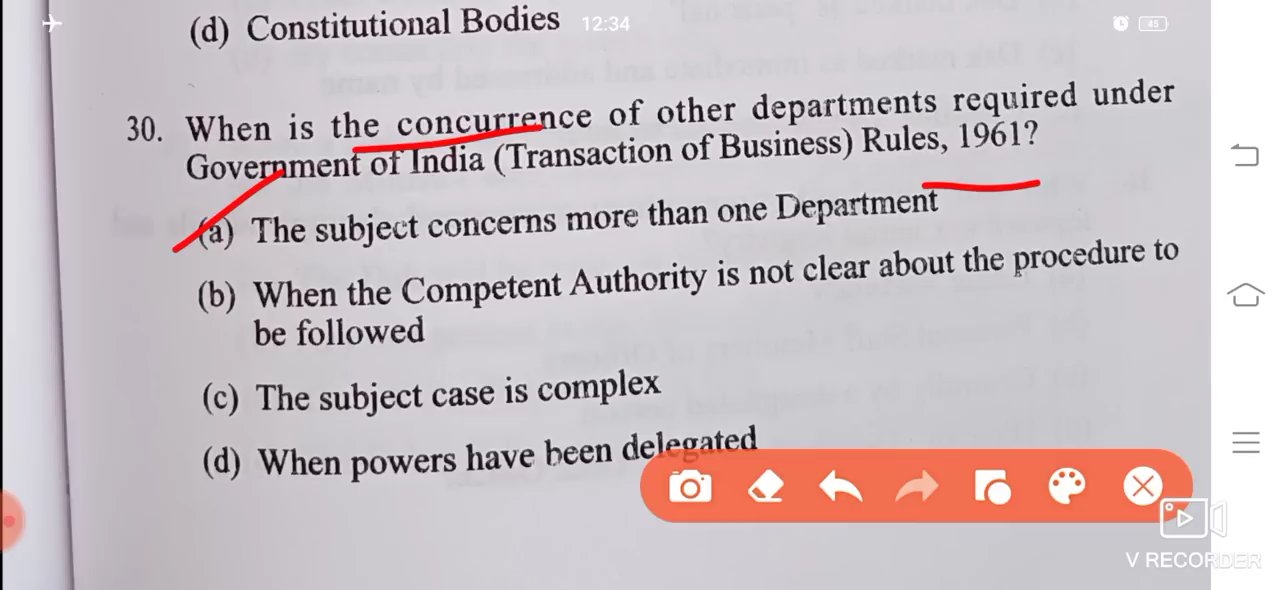 (d) Constitutional Bodies 12:34 45
30. When is the concurrence of other departments required under
Government of India (Transaction of Business) Rules, 1961?
(a) The subject concerns more than one Department
(b) When the Competent Authority is not clear about the procedure to
be followed
(c) The subject case is complex
(d) When powers have been delegated
V RECORDER